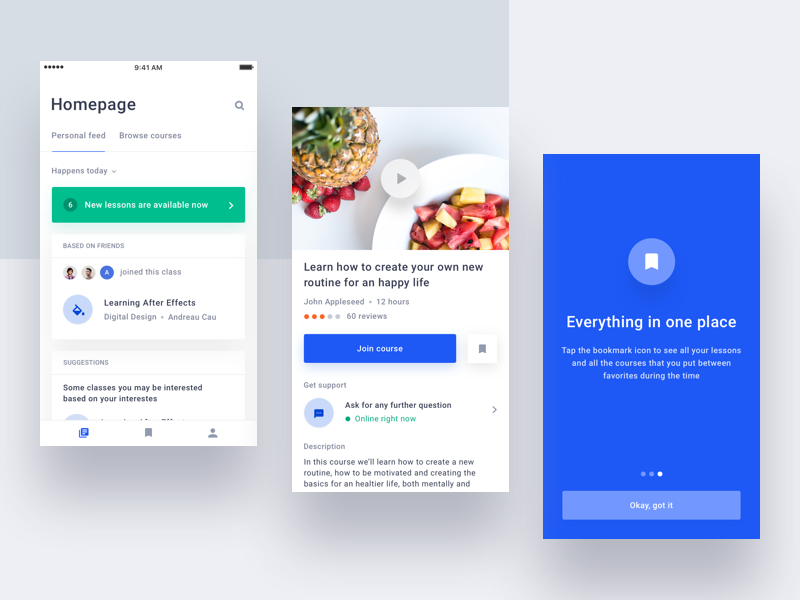 9:41 AM
Homepage
Personal feed
Browse courses
Happens today
6
New lessons are available now
BASED ON FRIENDS
A
joined this class
Learning After Effects
Digital Design • Andreau Cau
SUGGESTIONS
Some classes you may be interested
based on your interestes
Learn how to create your own new
routine for an happy life
John Appleseed • 12 hours
60 reviews
Join course
Get support
Ask for any further question
Online right now
Description
In this course we'll learn how to create a new
routine, how to be motivated and creating the
basics for an healtier life, both mentally and
Everything in one place
Tap the bookmark icon to see all your lessons
and all the courses that you put between
favorites during the time
Okay, got it